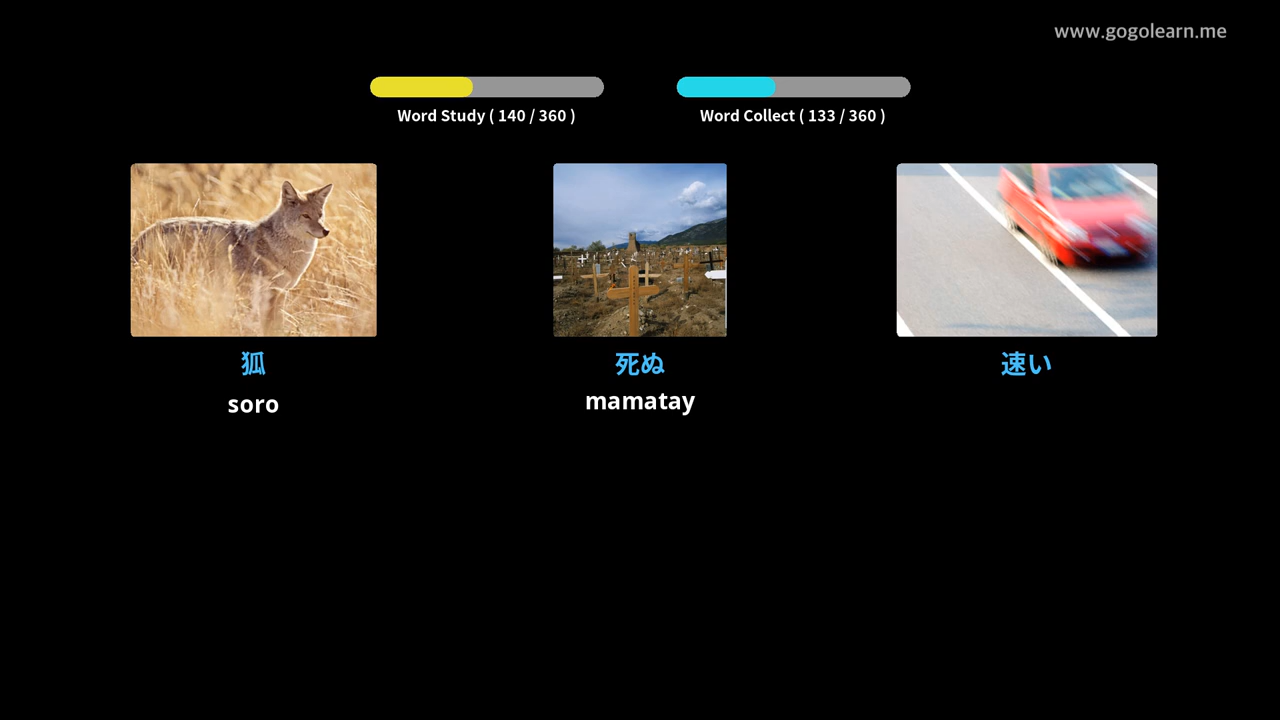 www.gogolearn.me
Word Study ( 140 / 360 )
Word Collect ( 133 / 360 )
狐
死ぬ
速い
soro
mamatay